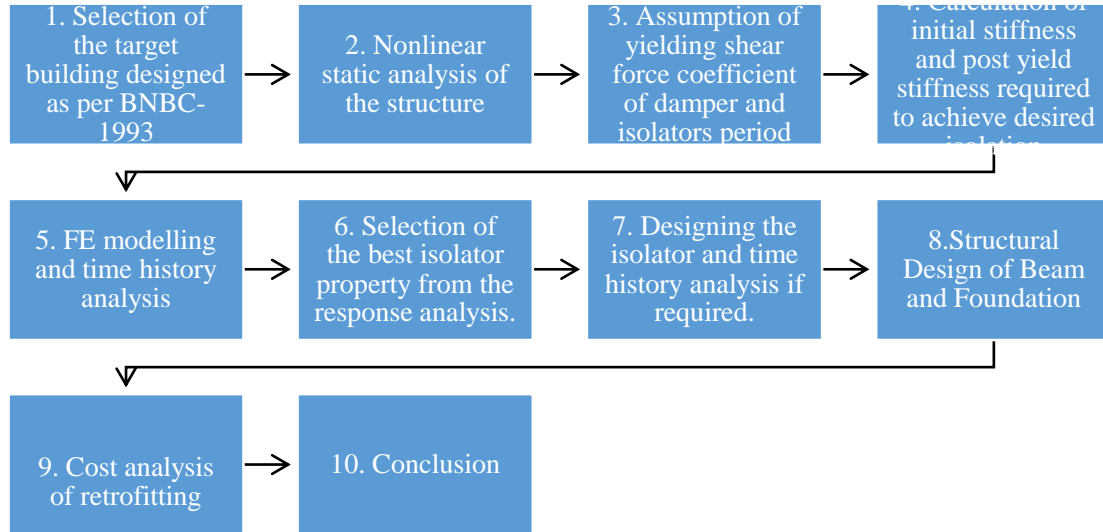 1. Selection of
the target
building designed
as per BNBC-
1993
2. Nonlinear
static analysis of
the structure
3. Assumption of
yielding shear
force coefficient
of damper and
isolators period
4. Calculation of
initial stiffness
and post yield
stiffness required
to achieve desired
isolation
5. FE modelling
and time history
analysis
6. Selection of
the best isolator
property from the
response analysis.
7. Designing the
isolator and time
history analysis if
required.
8.Structural
Design of Beam
and Foundation
9. Cost analysis
of retrofitting
10. Conclusion